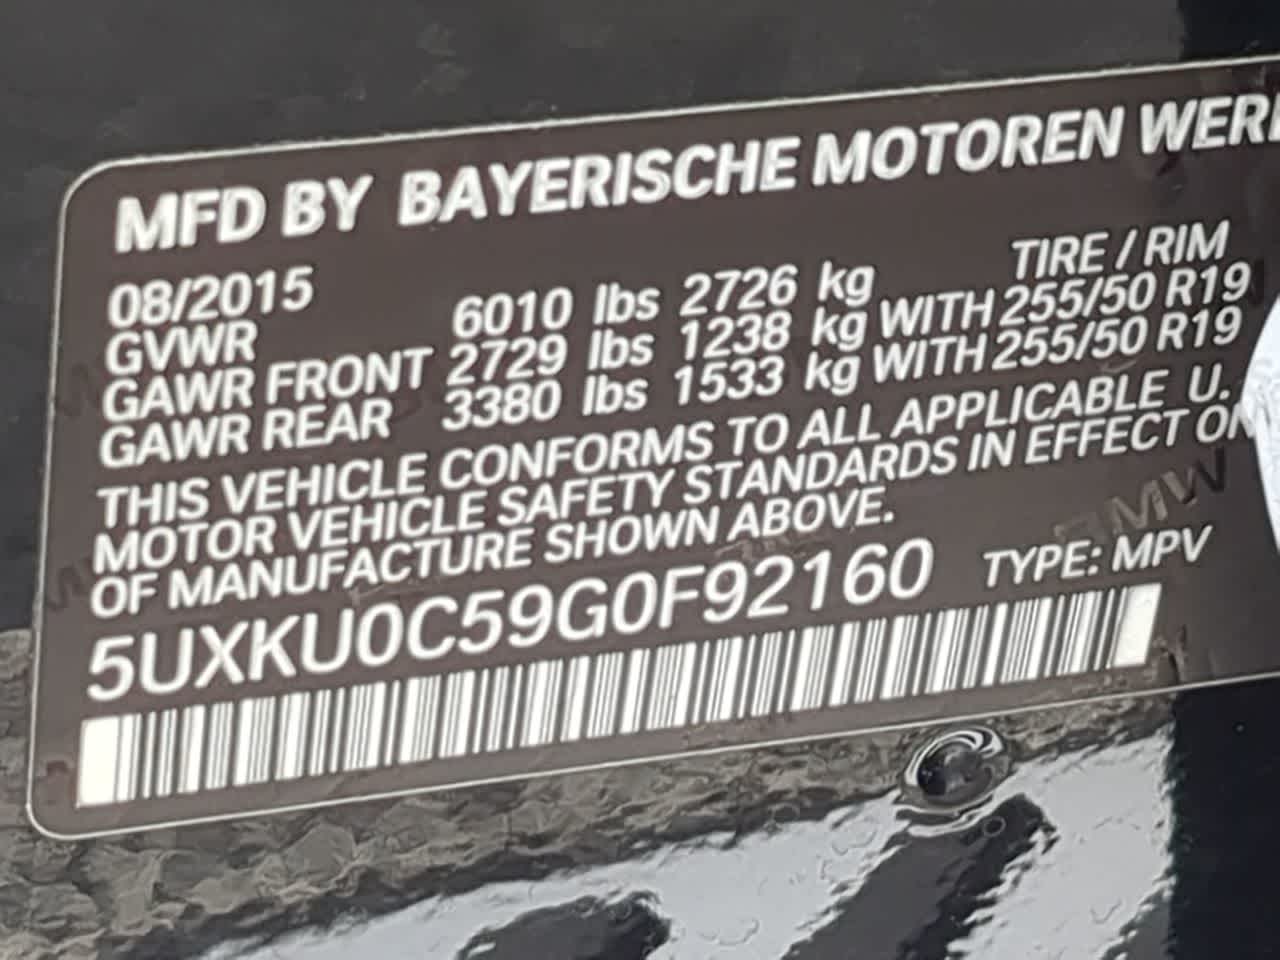 MFD BY BAYERISCHE MOTOREN
08/2015 TIRE / RIM
GVWR 6010 lbs 2726 kg
GAWR FRONT 2729 lbs 1238 kg WITH 255/50 R19
GAWR REAR 3380 lbs 1533 kg WITH 255/50 R19
THIS VEHICLE CONFORMS TO ALL APPLICABLE U.
MOTOR VEHICLE SAFETY STANDARDS IN EFFECT ON
OF MANUFACTURE SHOWN ABOVE.
5UXKU0C59G0F92160 TYPE: MPV
BMW